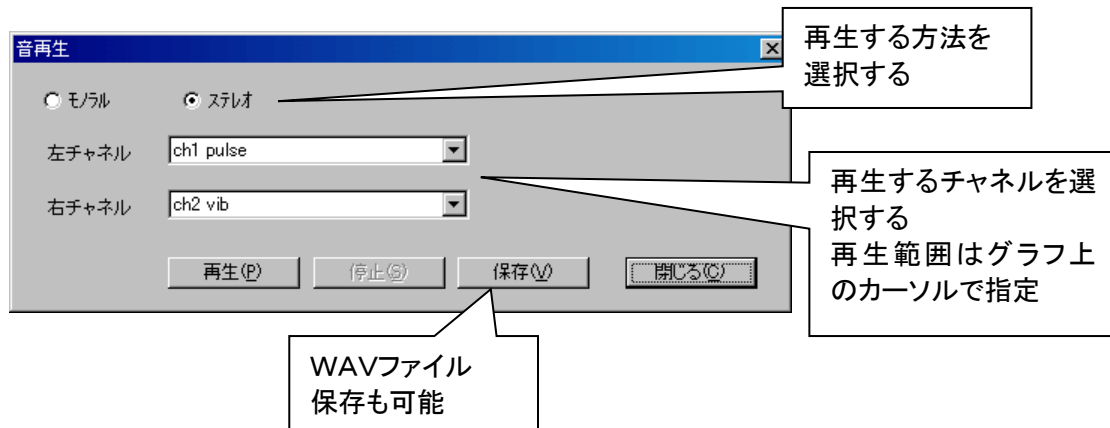 音再生
再生する方法を
選択する
モノラル ステレオ
左チャネル ch1 pulse
右チャネル ch2 vib
再生するチャネルを選
択する
再生範囲はグラフ上
のカーソルで指定
再生(P) 停止(S) 保存(V) 閉じる(C)
WAVファイル
保存も可能